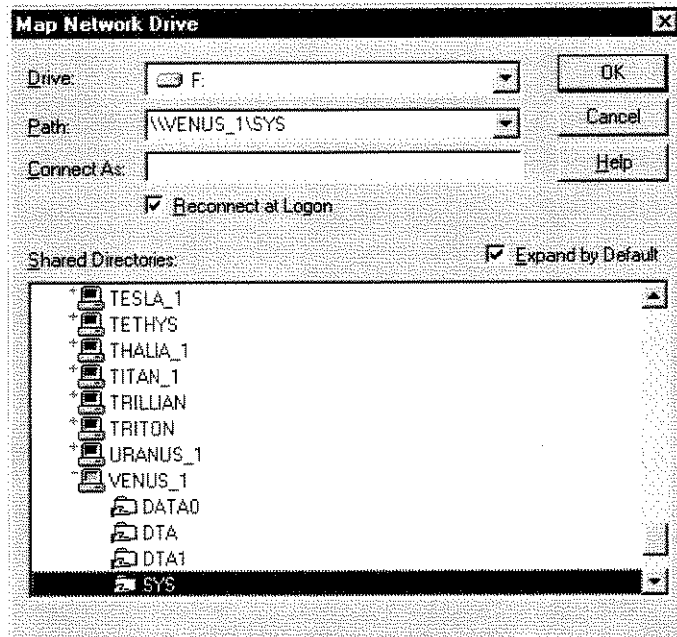 Map Network Drive
Drive: F: OK
Path: \\VENUS_1\SYS Cancel
Connect As: Help
Reconnect at Logon
Shared Directories: Expand by Default
TESLA_1
TETHYS
THALIA_1
TITAN_1
TRILLIAN
TRITON
URANUS_1
VENUS_1
DATA0
DTA
DTA1
SYS